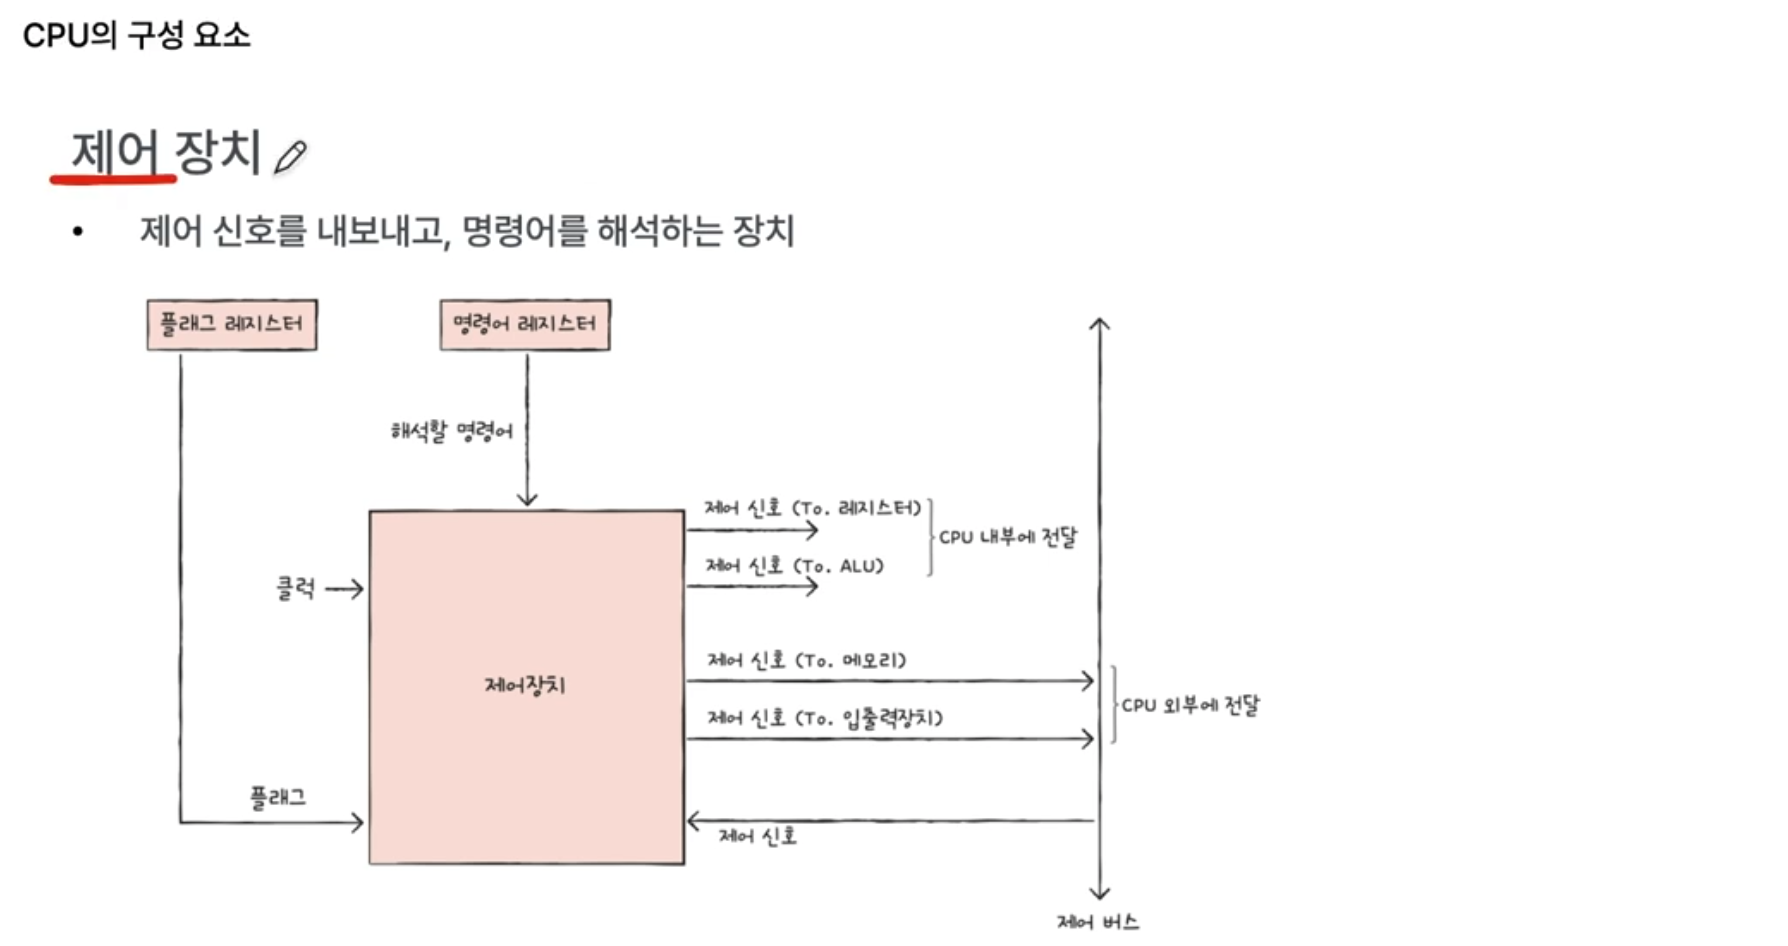 CPU의 구성 요소
제어 장치
• 제어 신호를 내보내고, 명령어를 해석하는 장치
플래그 레지스터
명령어 레지스터
해석할 명령어
제어 신호 (To. 레지스터)
CPU 내부에 전달
제어 신호 (To. ALU)
클럭
제어 신호 (To. 메모리)
제어장치
CPU 외부에 전달
제어 신호 (To. 입출력장치)
플래그
제어 신호
제어 버스